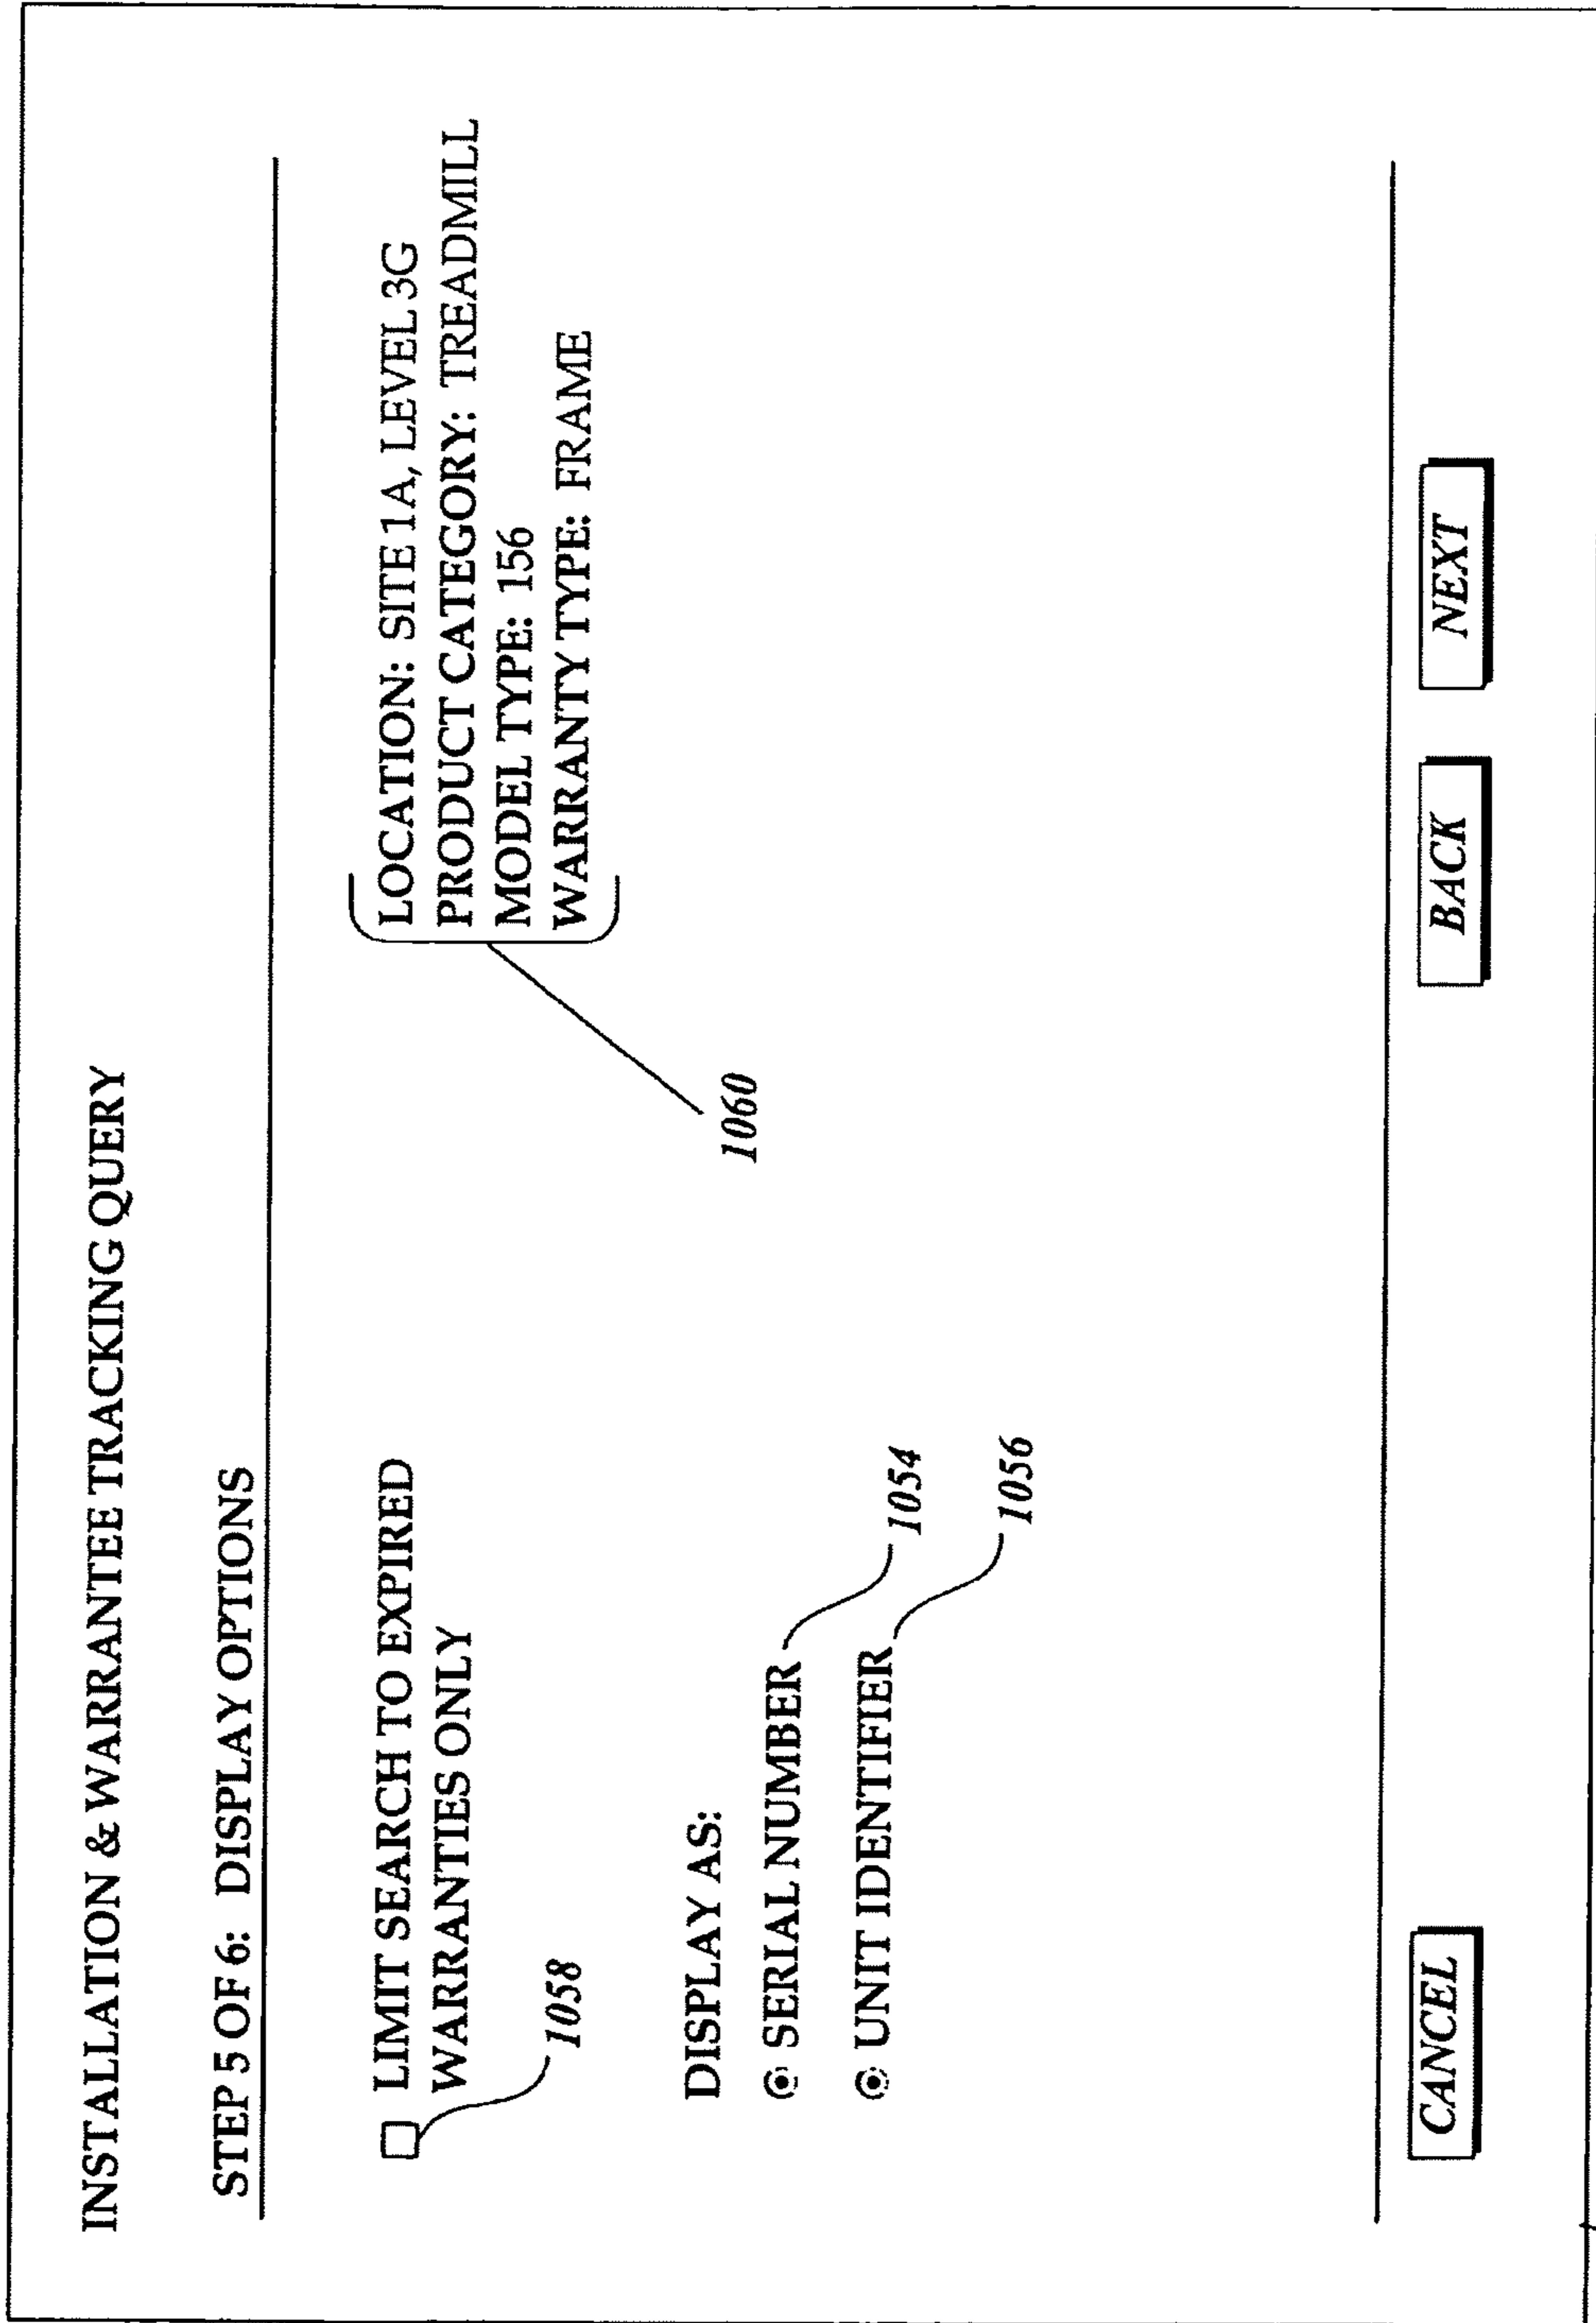 INSTALLATION & WARRANTEE TRACKING QUERY
STEP 5 OF 6: DISPLAY OPTIONS
LIMIT SEARCH TO EXPIRED
WARRANTIES ONLY
1058
DISPLAY AS:
SERIAL NUMBER
1054
UNIT IDENTIFIER
1056
LOCATION: SITE 1A, LEVEL 3G
PRODUCT CATEGORY: TREADMILL
MODEL TYPE: 156
WARRANTY TYPE: FRAME
1060
CANCEL
BACK
NEXT